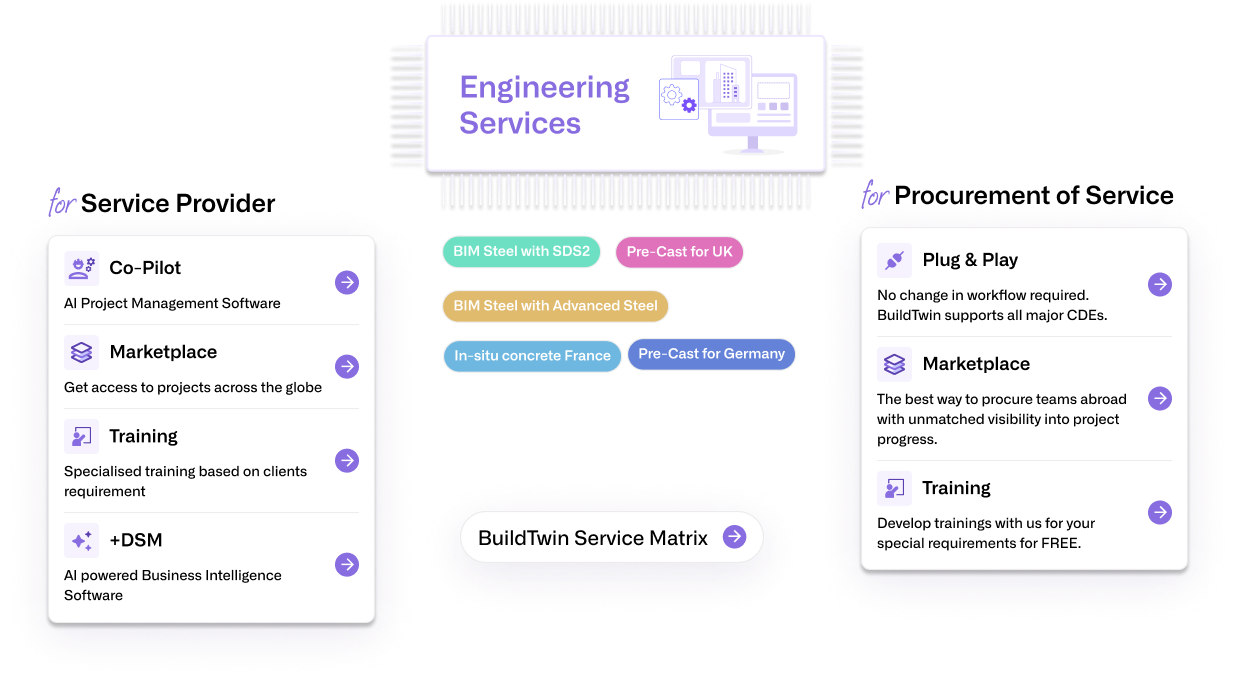 Engineering
Services
for Service Provider
Co-Pilot
AI Project Management Software
Marketplace
Get access to projects across the globe
Training
Specialised training based on clients
requirement
+DSM
AI powered Business Intelligence
Software
BIM Steel with SDS2
Pre-Cast for UK
BIM Steel with Advanced Steel
In-situ concrete France
Pre-Cast for Germany
BuildTwin Service Matrix
for Procurement of Service
Plug & Play
No change in workflow required.
BuildTwin supports all major CDEs.
Marketplace
The best way to procure teams abroad
with unmatched visibility into project
progress.
Training
Develop trainings with us for your
special requirements for FREE.